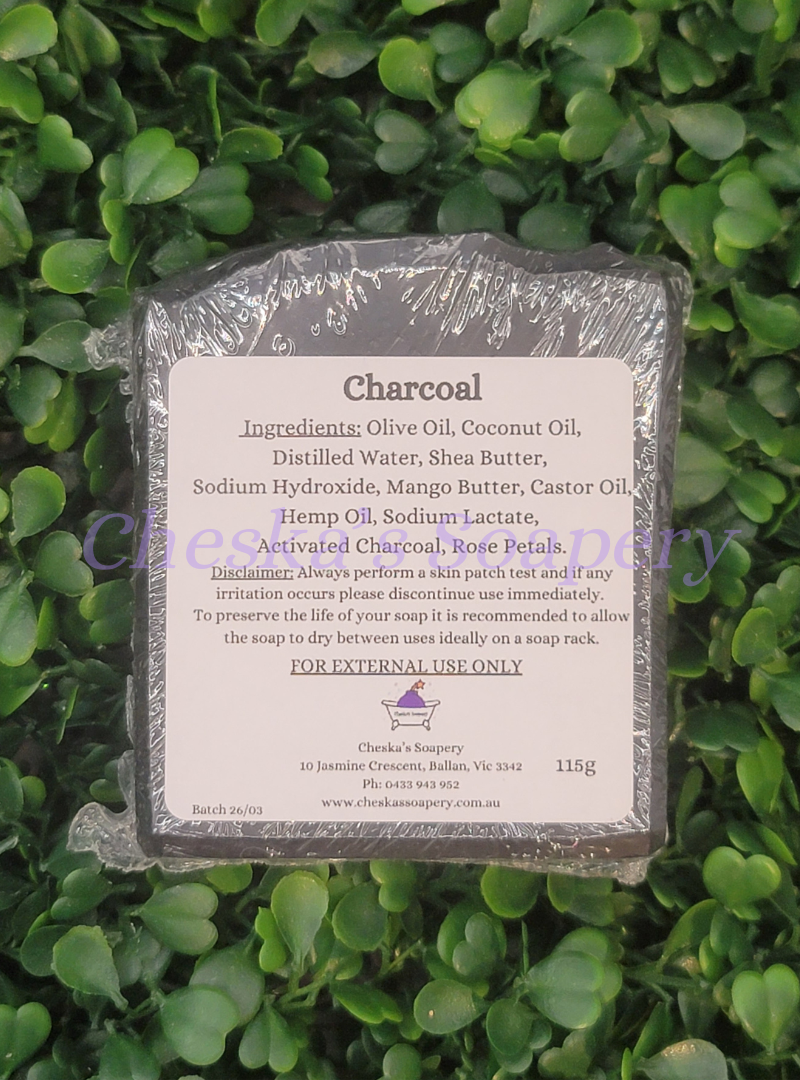 Charcoal
Ingredients: Olive Oil, Coconut Oil,
Distilled Water, Shea Butter,
Sodium Hydroxide, Mango Butter, Castor Oil,
Hemp Oil, Sodium Lactate,
Cheska's Soapery
Activated Charcoal, Rose Petals.
Disclaimer: Always perform a skin patch test and if any
irritation occurs please discontinue use immediately.
To preserve the life of your soap it is recommended to allow
the soap to dry between uses ideally on a soap rack.
FOR EXTERNAL USE ONLY
Cheska's Soapery
10 Jasmine Crescent, Ballan, Vic 3342
115g
Ph: 0433 943 952
www.cheskassoapery.com.au
Batch 26/03